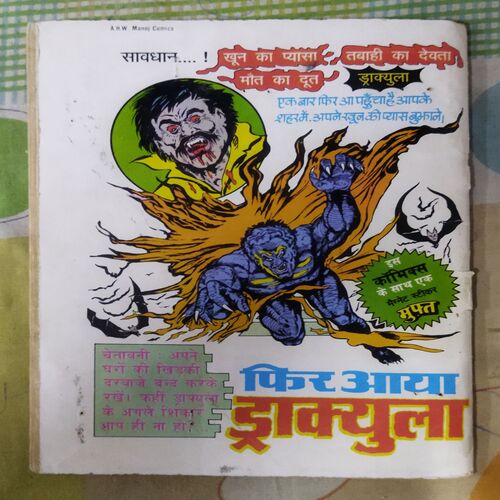 A.H.W Manoj Comics
सावधान....! खून का प्यासा तबाही का देवता
मौत का दूत ड्राक्युला
एक बार फिर आ पहुँचा है आपके
शहर में, अपने खून की प्यास बुझाने।
इस
कॉमिक्स
के साथ एक
मैग्नेट स्टीकर
मुफ्त
चेतावनी : अपने
घरों की खिड़की
दरवाजे बन्द करके
रखें। कहीं ड्राक्युला
के अगले शिकार
आप ही ना हों!
फिर आया
ड्राक्युला